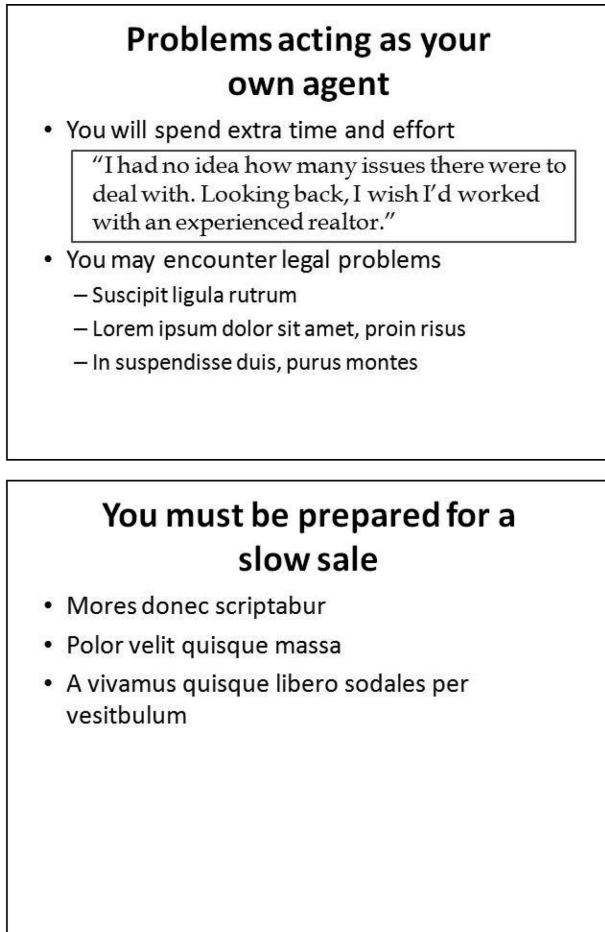 Problems acting as your
own agent
• You will spend extra time and effort
“I had no idea how many issues there were to
deal with. Looking back, I wish I’d worked
with an experienced realtor.”
• You may encounter legal problems
– Suscipit ligula rutrum
– Lorem ipsum dolor sit amet, proin risus
– In suspendisse duis, purus montes
You must be prepared for a
slow sale
• Mores donec scriptabur
• Polor velit quisque massa
• A vivamus quisque libero sodales per
vesitbulum